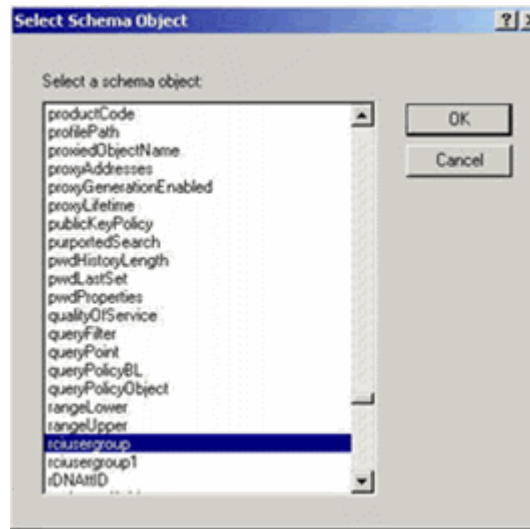 Select Schema Object
Select a schema object:
productCode
profilePath
proxiedObjectName
proxyAddresses
proxyGenerationEnabled
proxyLifetime
publicKeyPolicy
purportedSearch
pwdHistoryLength
pwdLastSet
pwdProperties
qualityOfService
queryFilter
queryPoint
queryPolicyBL
queryPolicyObject
rangeLower
rangeUpper
rciusergroup
rciusergroup1
rDNAttID
OK
Cancel